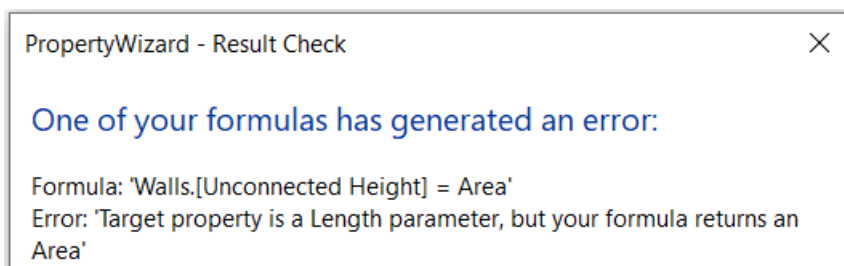 PropertyWizard - Result Check
One of your formulas has generated an error:
Formula: 'Walls.[Unconnected Height] = Area'
Error: 'Target property is a Length parameter, but your formula returns an
Area'